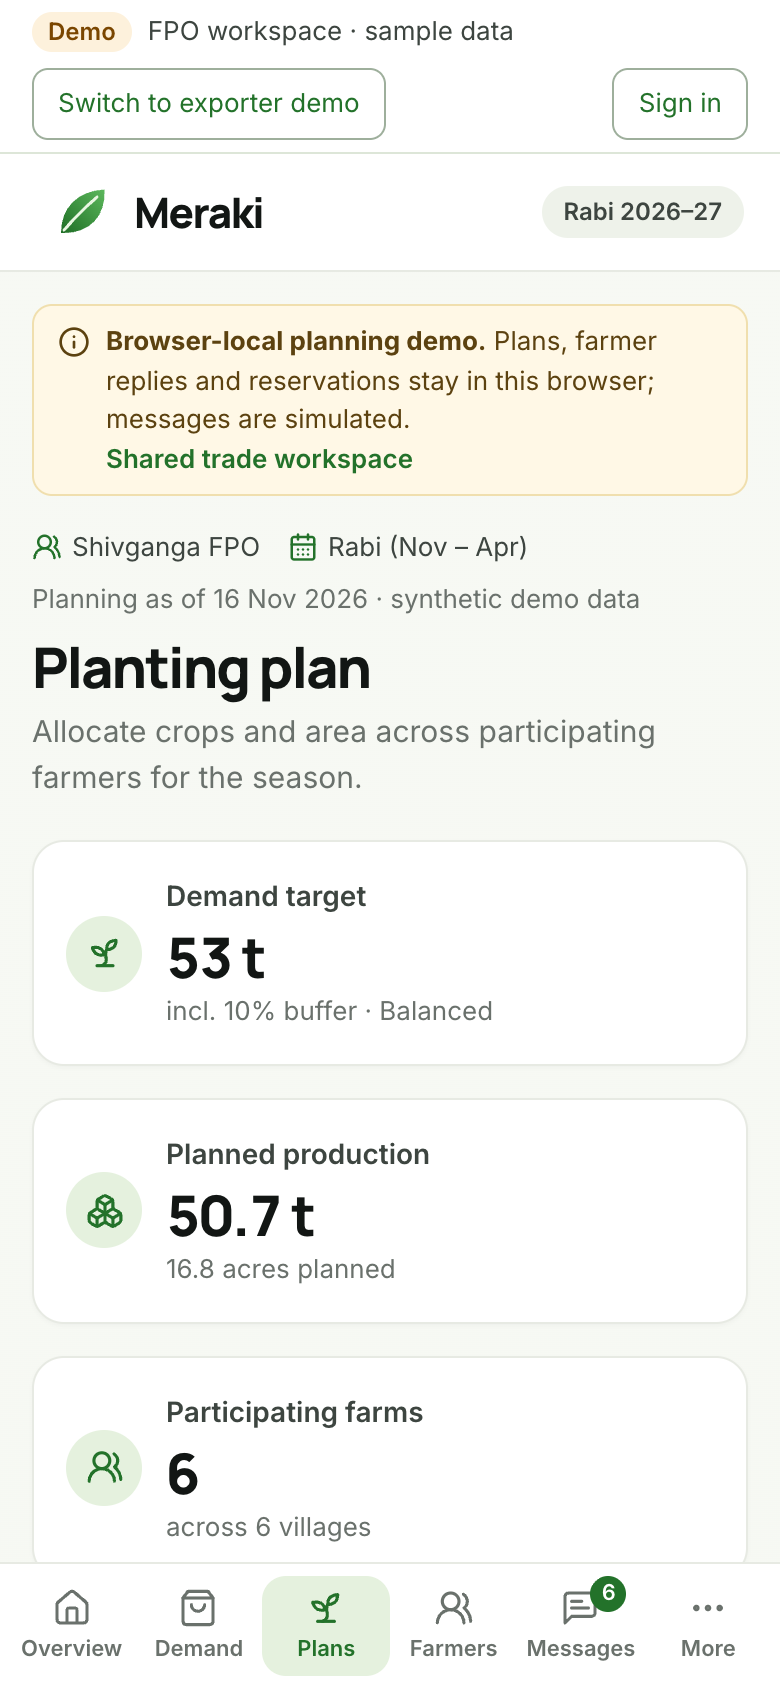 Demo FPO workspace · sample data
Switch to exporter demo
Sign in
Meraki
Rabi 2026–27
Browser-local planning demo. Plans, farmer
replies and reservations stay in this browser;
messages are simulated.
Shared trade workspace
Shivganga FPO
Rabi (Nov – Apr)
Planning as of 16 Nov 2026 · synthetic demo data
Planting plan
Allocate crops and area across participating
farmers for the season.
Demand target
53 t
incl. 10% buffer · Balanced
Planned production
50.7 t
16.8 acres planned
Participating farms
6
across 6 villages
6
Overview
Demand
Plans
Farmers
Messages
More